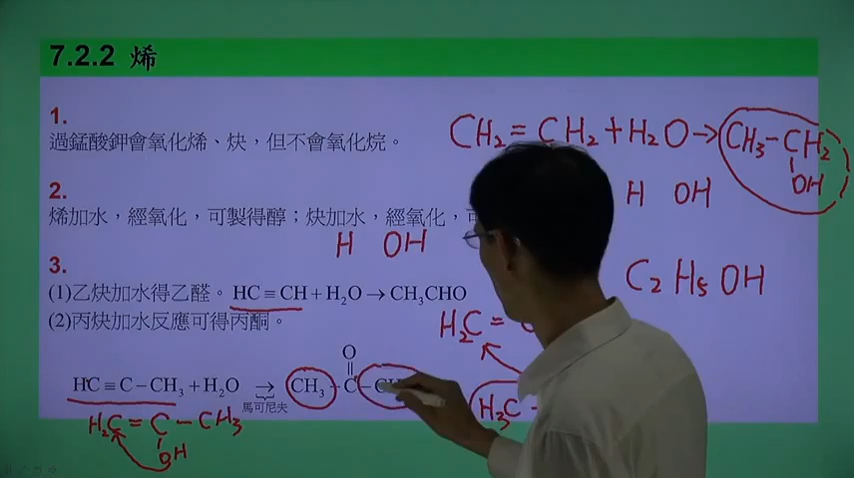 7.2.2 烯
1.
過錳酸鉀會氧化烯、炔，但不會氧化烷。
CH₂=CH₂+H₂O→CH₃-CH₂
OH
2.
H OH
烯加水，經氧化，可製得醇；炔加水，經氧化，
H OH
3.
C₂H₅OH
(1)乙炔加水得乙醛。HC≡CH+H₂O→CH₃CHO
(2)丙炔加水反應可得丙酮。
H₂C=
O
HC≡C-CH₃+H₂O→CH₃-C-
馬可尼夫
H₃C-
H₂C=C-CH₃
OH